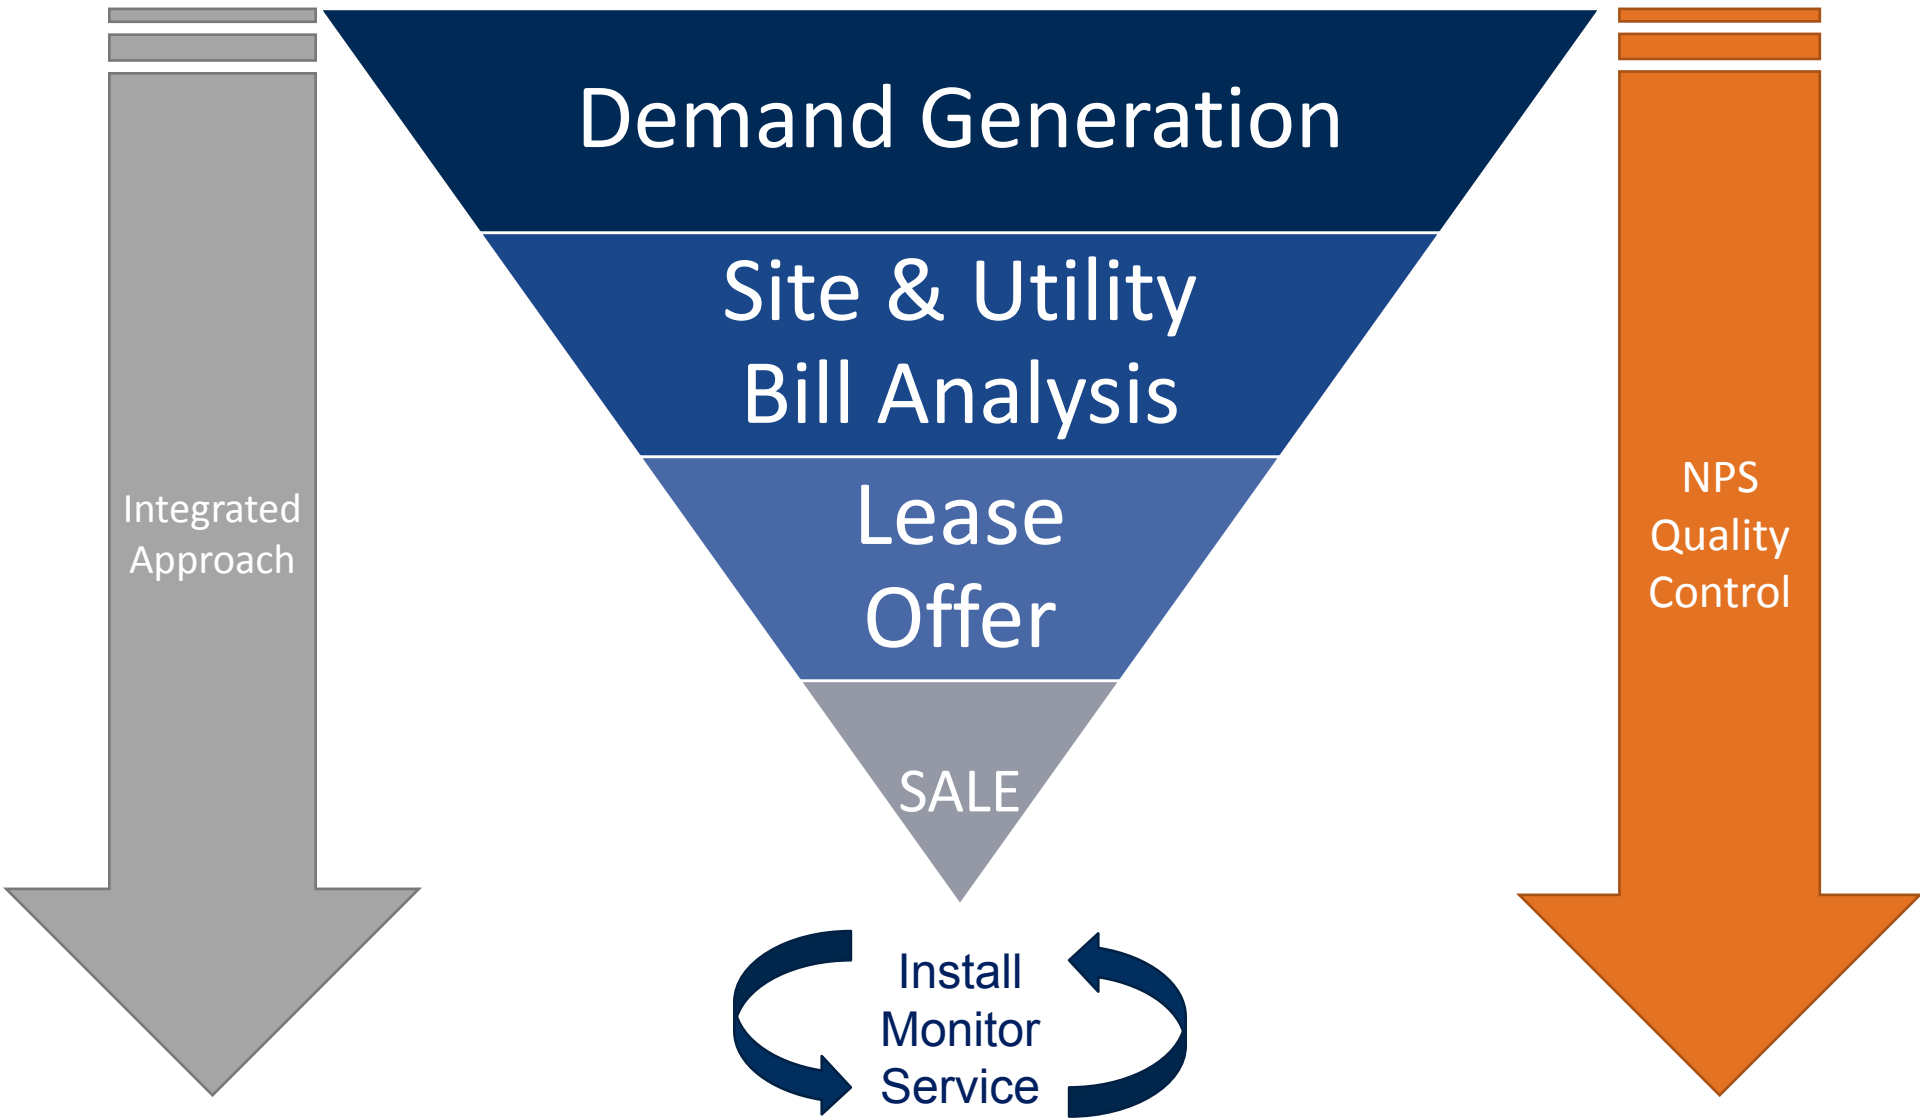 Demand Generation
Site & Utility
Bill Analysis
Lease
Offer
SALE
Integrated
Approach
NPS
Quality
Control
Install
Monitor
Service